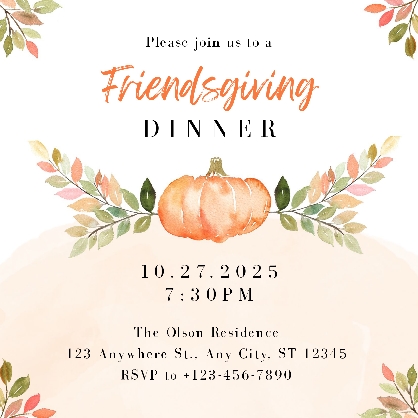 Please join us to a
Friendsgiving
DINNER
10.27.2025
7:30PM
The Olson Residence
123 Anywhere St., Any City, ST 12345
RSVP to +123-456-7890